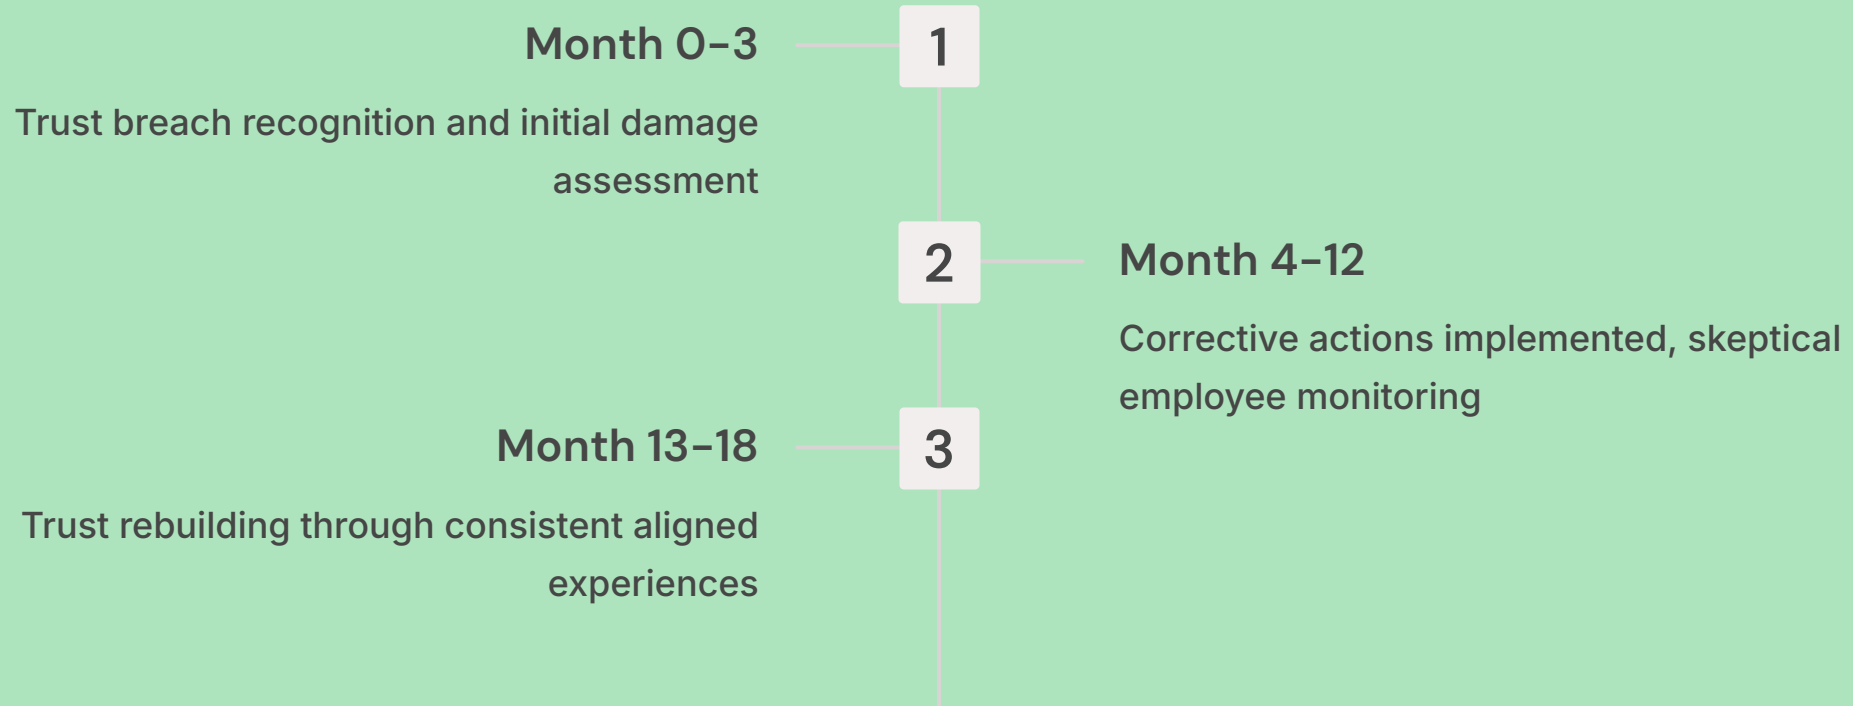 Month 0–3
1
Trust breach recognition and initial damage
assessment
2
Month 4–12
Corrective actions implemented, skeptical
employee monitoring
Month 13–18
3
Trust rebuilding through consistent aligned
experiences